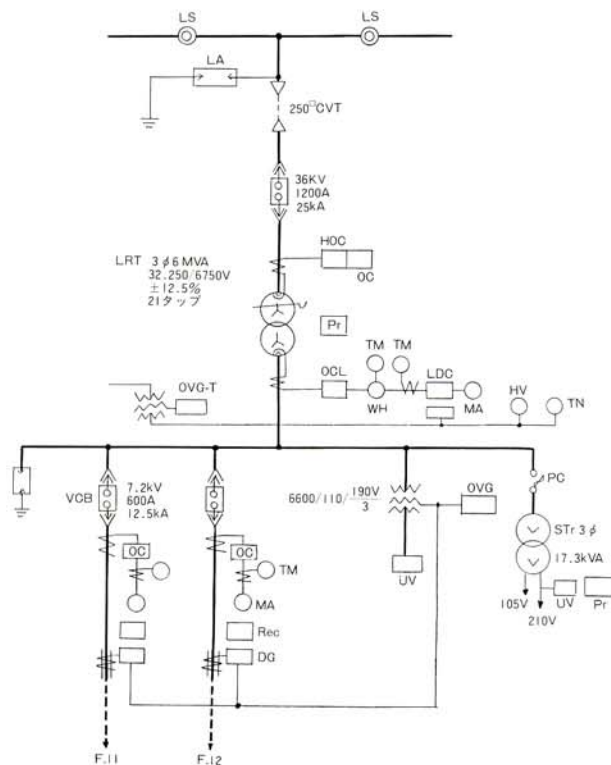 LS
LS
LA
250□CVT
36KV
1200A
25kA
HOC
OC
LRT 3φ6 MVA
32.250/6750V
±12.5%
21タップ
Pr
TM
TM
OCL
LDC
WH
MA
HV
TN
OVG-T
VCB
7.2kV
600A
12.5kA
6600/110/190V/3
OVG
PC
STr 3φ
17.3kVA
OC
OC
TM
MA
UV
105V
210V
UV
Pr
Rec
DG
F.11
F.12